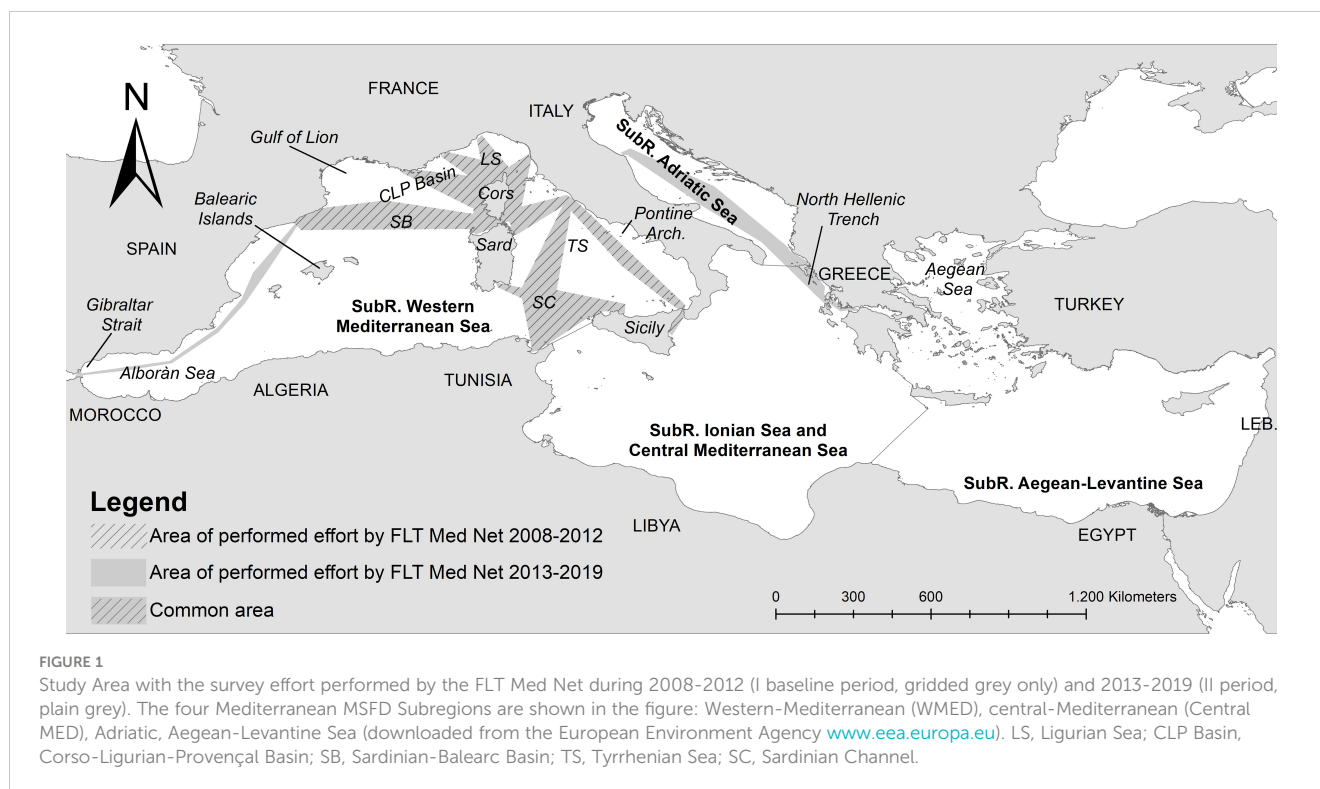 N
FRANCE
ITALY
Gulf of Lion
LS
CLP Basin
Cors
SubR. Adriatic Sea
Balearic
Islands
SB
Pontine
Arch.
North Hellenic
Trench
SPAIN
Sard
TS
GREECE
Aegean
Sea
TURKEY
Gibraltar
Strait
SubR. Western
Mediterranean Sea
SC
Sicily
Alboràn Sea
ALGERIA
TUNISIA
MOROCCO
SubR. Ionian Sea and
Central Mediterranean Sea
LEB.
SubR. Aegean-Levantine Sea
LIBYA
EGYPT
Legend
Area of performed effort by FLT Med Net 2008-2012
Area of performed effort by FLT Med Net 2013-2019
Common area
0 300 600 1.200 Kilometers
FIGURE 1
Study Area with the survey effort performed by the FLT Med Net during 2008-2012 (I baseline period, gridded grey only) and 2013-2019 (II period,
plain grey). The four Mediterranean MSFD Subregions are shown in the figure: Western-Mediterranean (WMED), central-Mediterranean (Central
MED), Adriatic, Aegean-Levantine Sea (downloaded from the European Environment Agency www.eea.europa.eu). LS, Ligurian Sea; CLP Basin,
Corso-Ligurian-Provençal Basin; SB, Sardinian-Balearc Basin; TS, Tyrrhenian Sea; SC, Sardinian Channel.